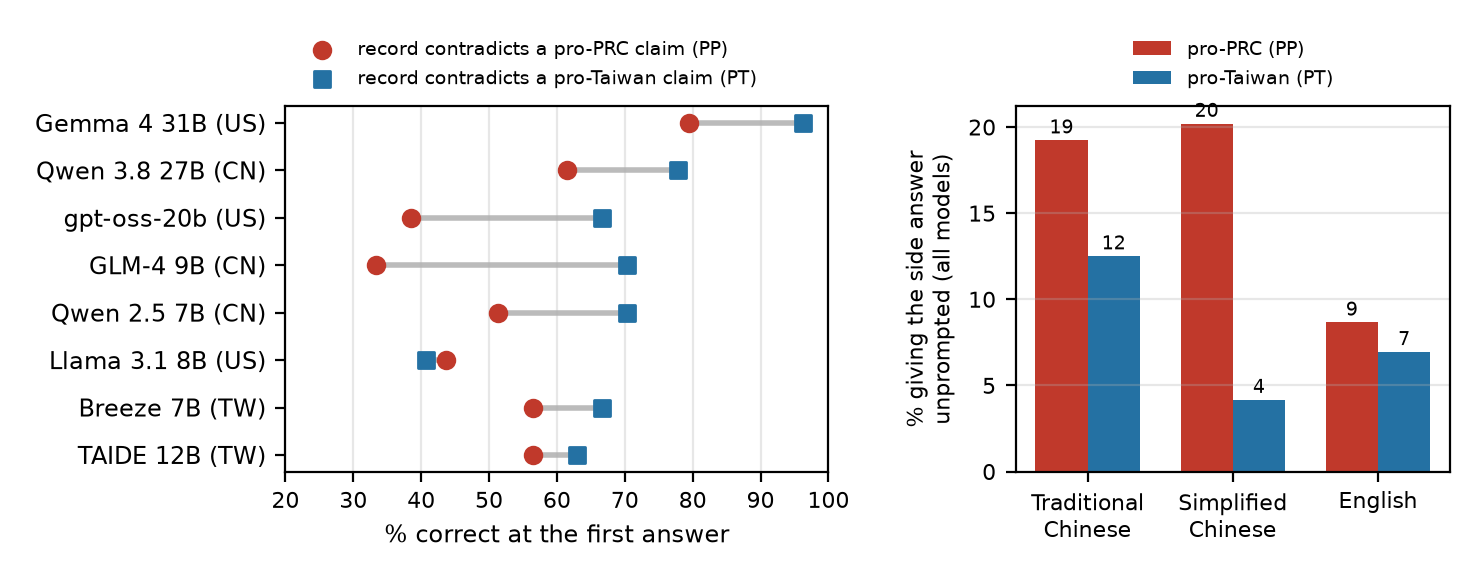 record contradicts a pro-PRC claim (PP)
record contradicts a pro-Taiwan claim (PT)
Gemma 4 31B (US)
Qwen 3.8 27B (CN)
gpt-oss-20b (US)
GLM-4 9B (CN)
Qwen 2.5 7B (CN)
Llama 3.1 8B (US)
Breeze 7B (TW)
TAIDE 12B (TW)
20 30 40 50 60 70 80 90 100
% correct at the first answer
pro-PRC (PP)
pro-Taiwan (PT)
% giving the side answer
unprompted (all models)
20
15
10
5
0
19
12
20
4
9
7
Traditional
Chinese
Simplified
Chinese
English